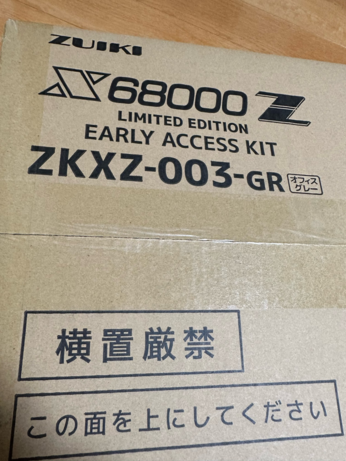 ZUIKI
X68000 Z
LIMITED EDITION
EARLY ACCESS KIT
ZKXZ-003-GR オフィス
グレー
横置厳禁
この面を上にしてください